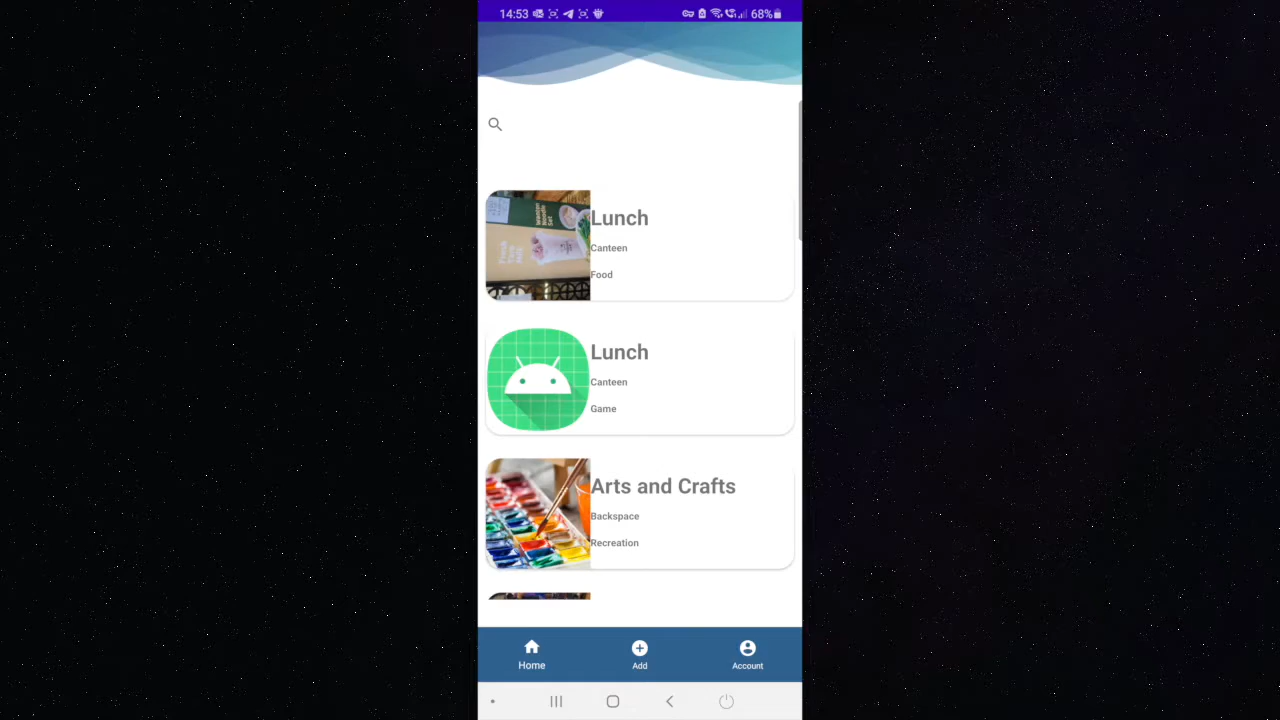 14:53
68%
Lunch
Canteen
Food
Lunch
Canteen
Game
Arts and Crafts
Backspace
Recreation
Home
Add
Account